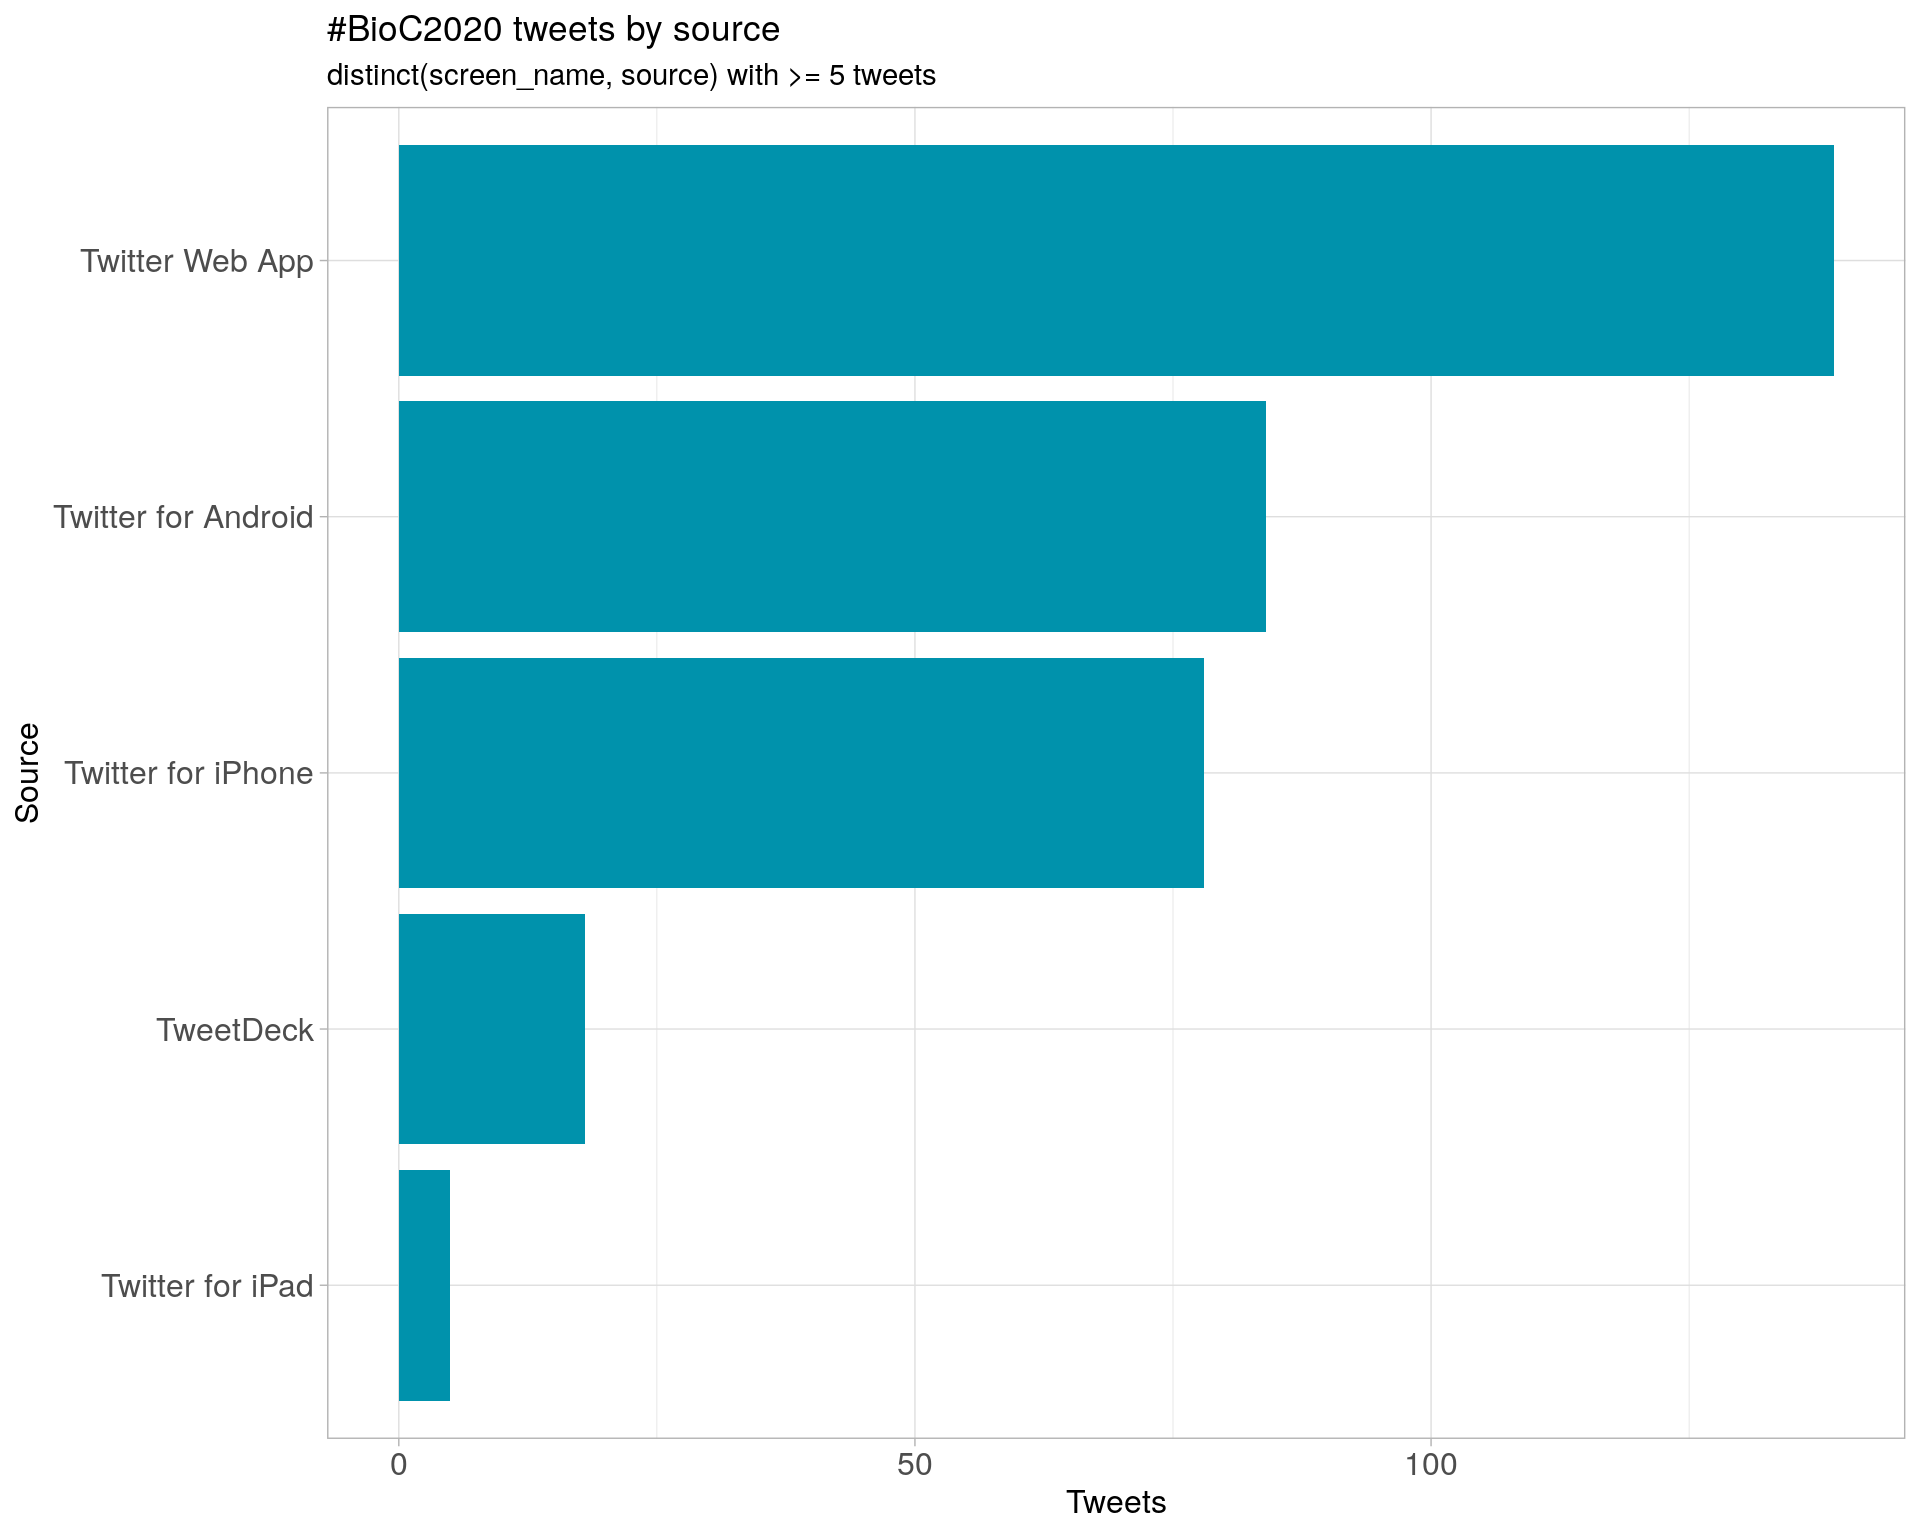 #BioC2020 tweets by source
distinct(screen_name, source) with >= 5 tweets
Twitter Web App
Twitter for Android
Twitter for iPhone
TweetDeck
Twitter for iPad
Source
0 50 100
Tweets